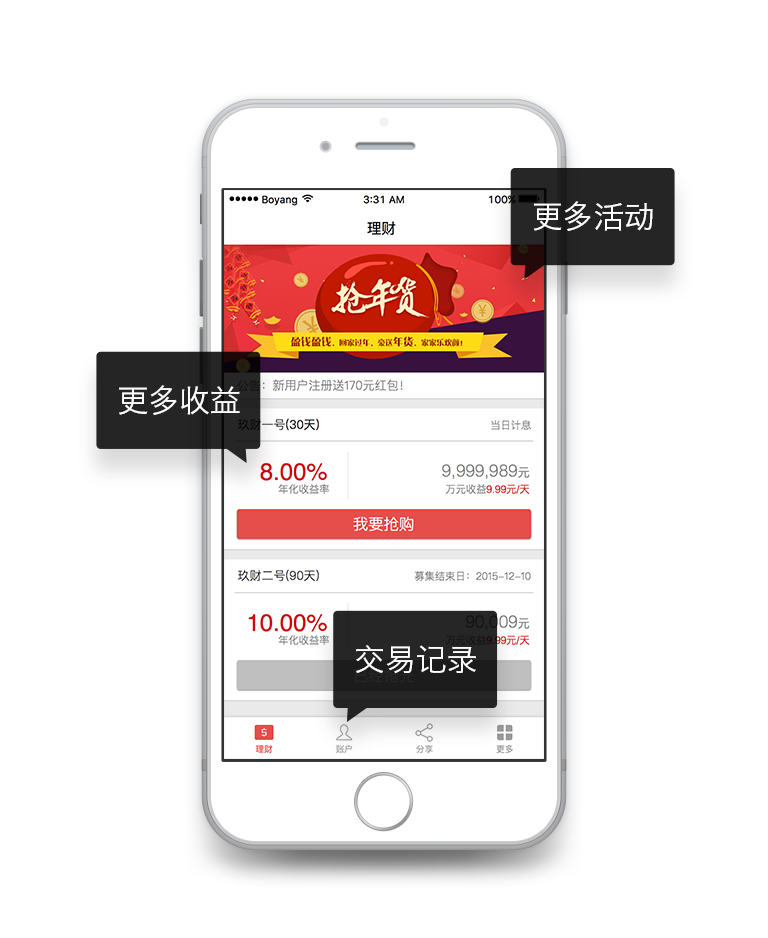 Boyang 3:31 AM 100%
更多活动
理财
抢年货
盈钱盈钱、回家过年、豪送年货、家家乐欢颜!
公告：新用户注册送170元红包！
更多收益
玖财一号(30天) 当日计息
8.00% 9,999,989元
年化收益率 万元收益9.99元/天
我要抢购
玖财二号(90天) 募集结束日：2015-12-10
10.00% 90,009元
年化收益率 万元收益9.99元/天
交易记录
$
理财 账户 分享 更多